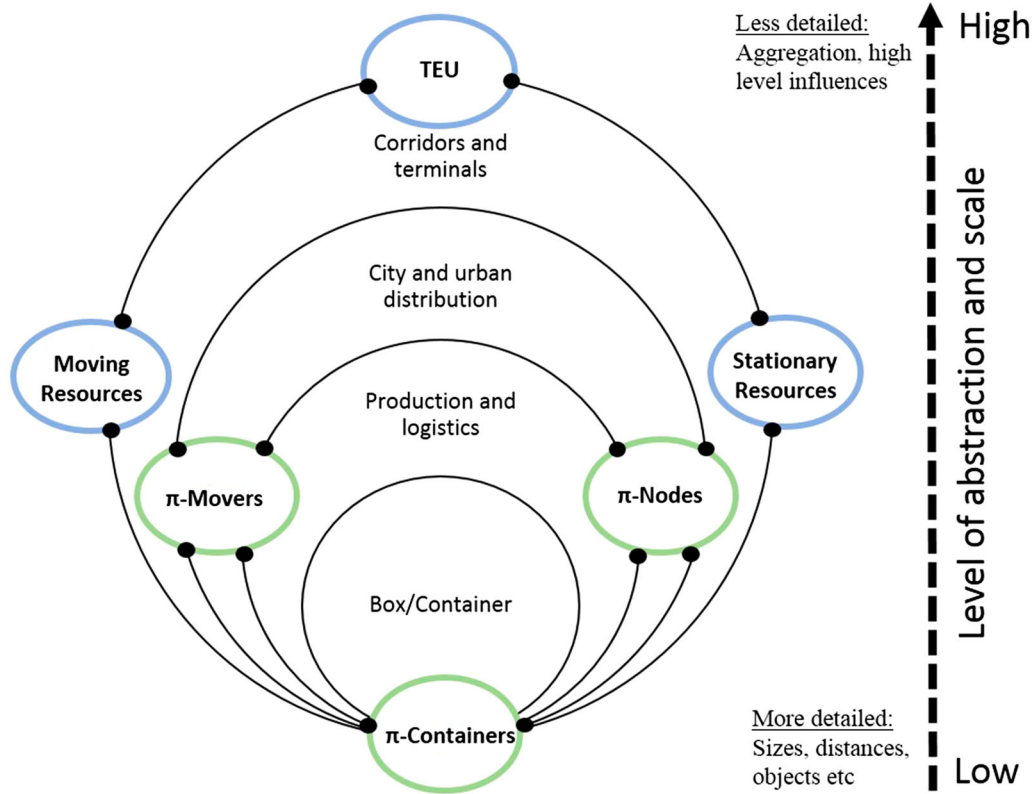 Less detailed:
Aggregation, high
level influences
High
TEU
Corridors and
terminals
City and urban
distribution
Moving
Resources
Stationary
Resources
Production and
logistics
π-Movers
π-Nodes
Box/Container
π-Containers
Level of abstraction and scale
More detailed:
Sizes, distances,
objects etc
Low